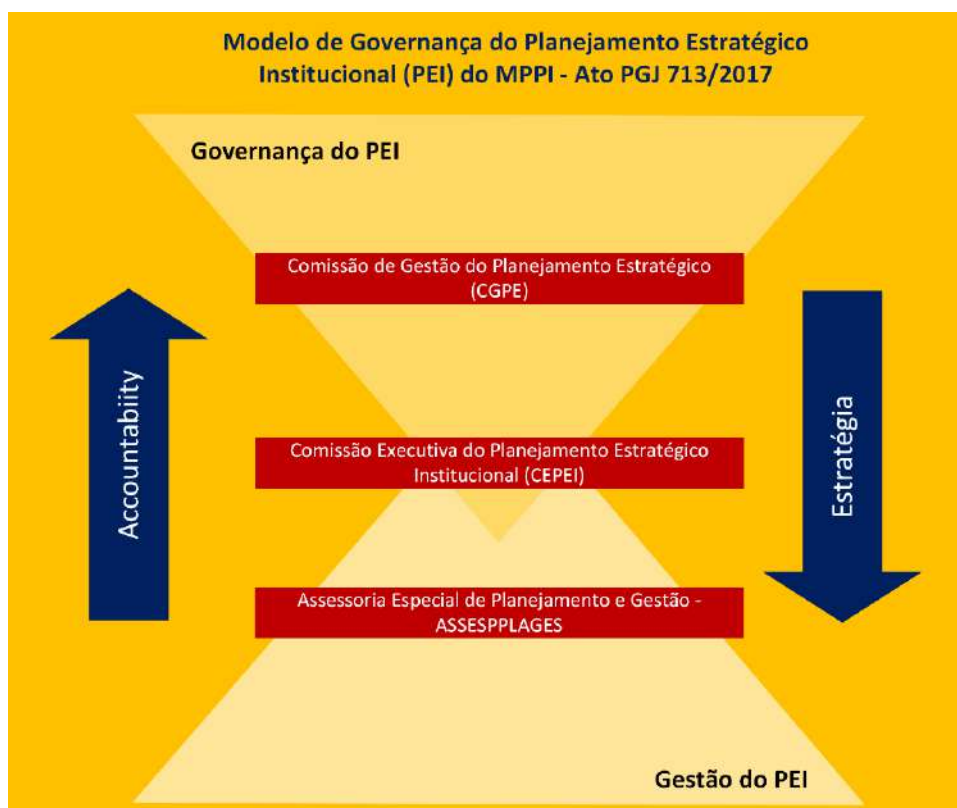 Modelo de Governança do Planejamento Estratégico
Institucional (PEI) do MPPI - Ato PGJ 713/2017
Governança do PEI
Comissão de Gestão do Planejamento Estratégico
(CGPE)
Accountabiity
Estratégia
Comissão Executiva do Planejamento Estratégico
Institucional (CEPEI)
Assessoria Especial de Planejamento e Gestão -
ASSESPPLAGES
Gestão do PEI